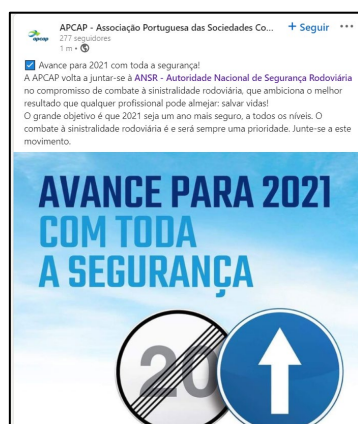 apcap
APCAP - Associação Portuguesa das Sociedades Co...
+ Seguir
277 seguidores
1 m •
Avance para 2021 com toda a segurança!
A APCAP volta a juntar-se à ANSR - Autoridade Nacional de Segurança Rodoviária
no compromisso de combate à sinistralidade rodoviária, que ambiciona o melhor
resultado que qualquer profissional pode almejar: salvar vidas!
O grande objetivo é que 2021 seja um ano mais seguro, a todos os níveis. O
combate à sinistralidade rodoviária é e será sempre uma prioridade. Junte-se a este
movimento.
AVANCE PARA 2021
COM TODA
A SEGURANÇA
20